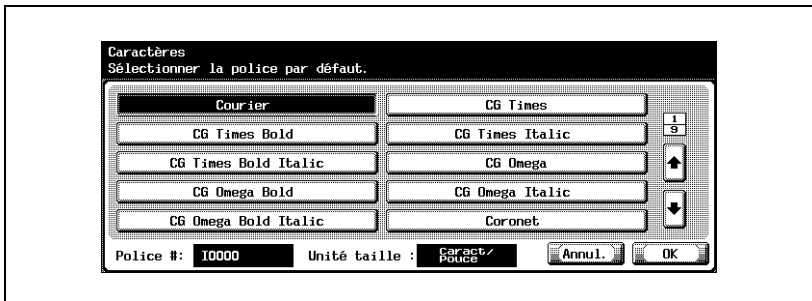 Caractères
Sélectionner la police par défaut.
Courier
CG Times
CG Times Bold
CG Times Italic
CG Times Bold Italic
CG Omega
CG Omega Bold
CG Omega Italic
CG Omega Bold Italic
Coronet
1
9
Police #: I0000 Unité taille : Caract/
Pouce
Annul. OK